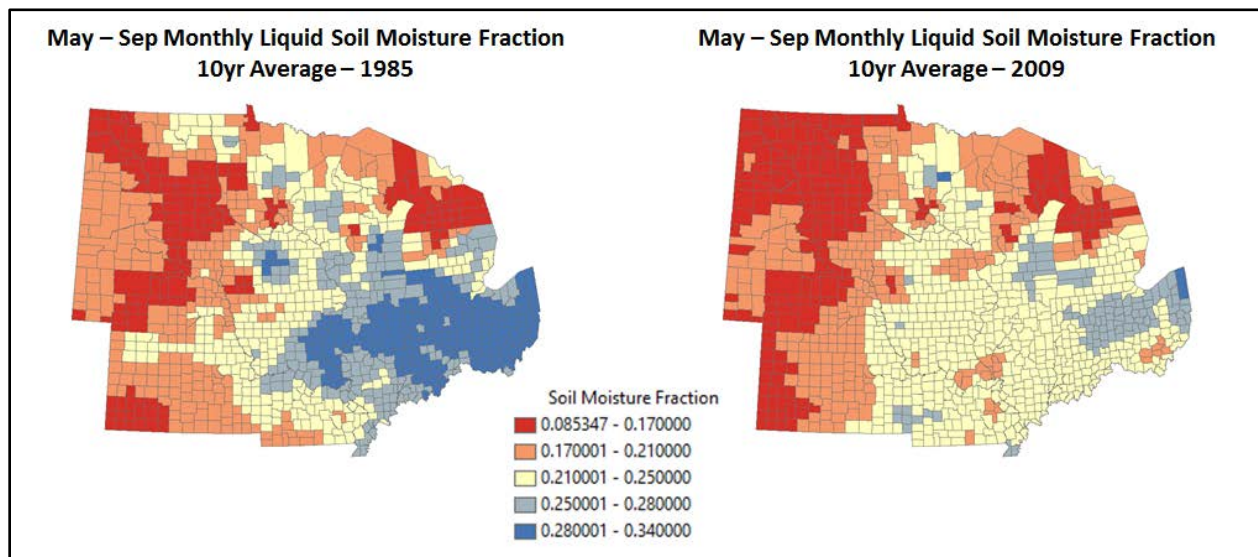 May – Sep Monthly Liquid Soil Moisture Fraction
10yr Average – 1985
May – Sep Monthly Liquid Soil Moisture Fraction
10yr Average – 2009
Soil Moisture Fraction
0.085347 - 0.170000
0.170001 - 0.210000
0.210001 - 0.250000
0.250001 - 0.280000
0.280001 - 0.340000